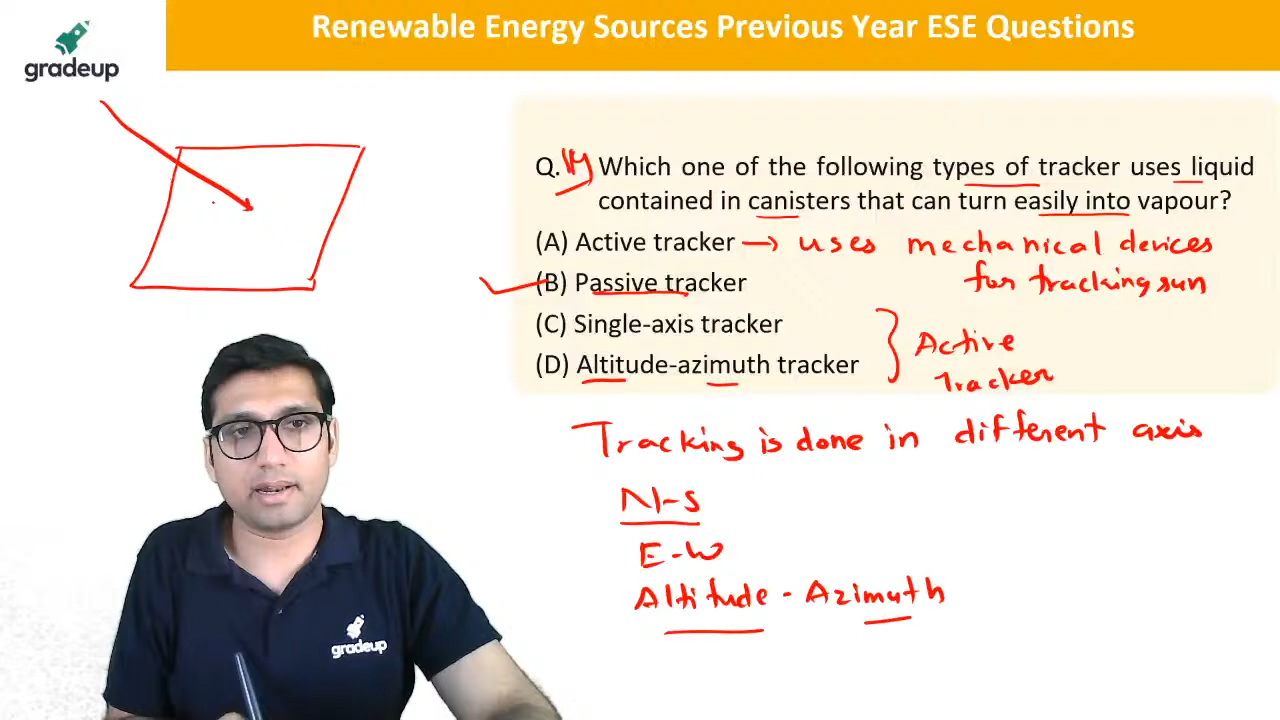 Renewable Energy Sources Previous Year ESE Questions
gradeup
Q. 14 Which one of the following types of tracker uses liquid
contained in canisters that can turn easily into vapour?
(A) Active tracker → uses mechanical devices
for tracking sun
(B) Passive tracker
(C) Single-axis tracker
(D) Altitude-azimuth tracker
Active
Tracker
Tracking is done in different axis
N-S
E-W
Altitude - Azimuth
gradeup